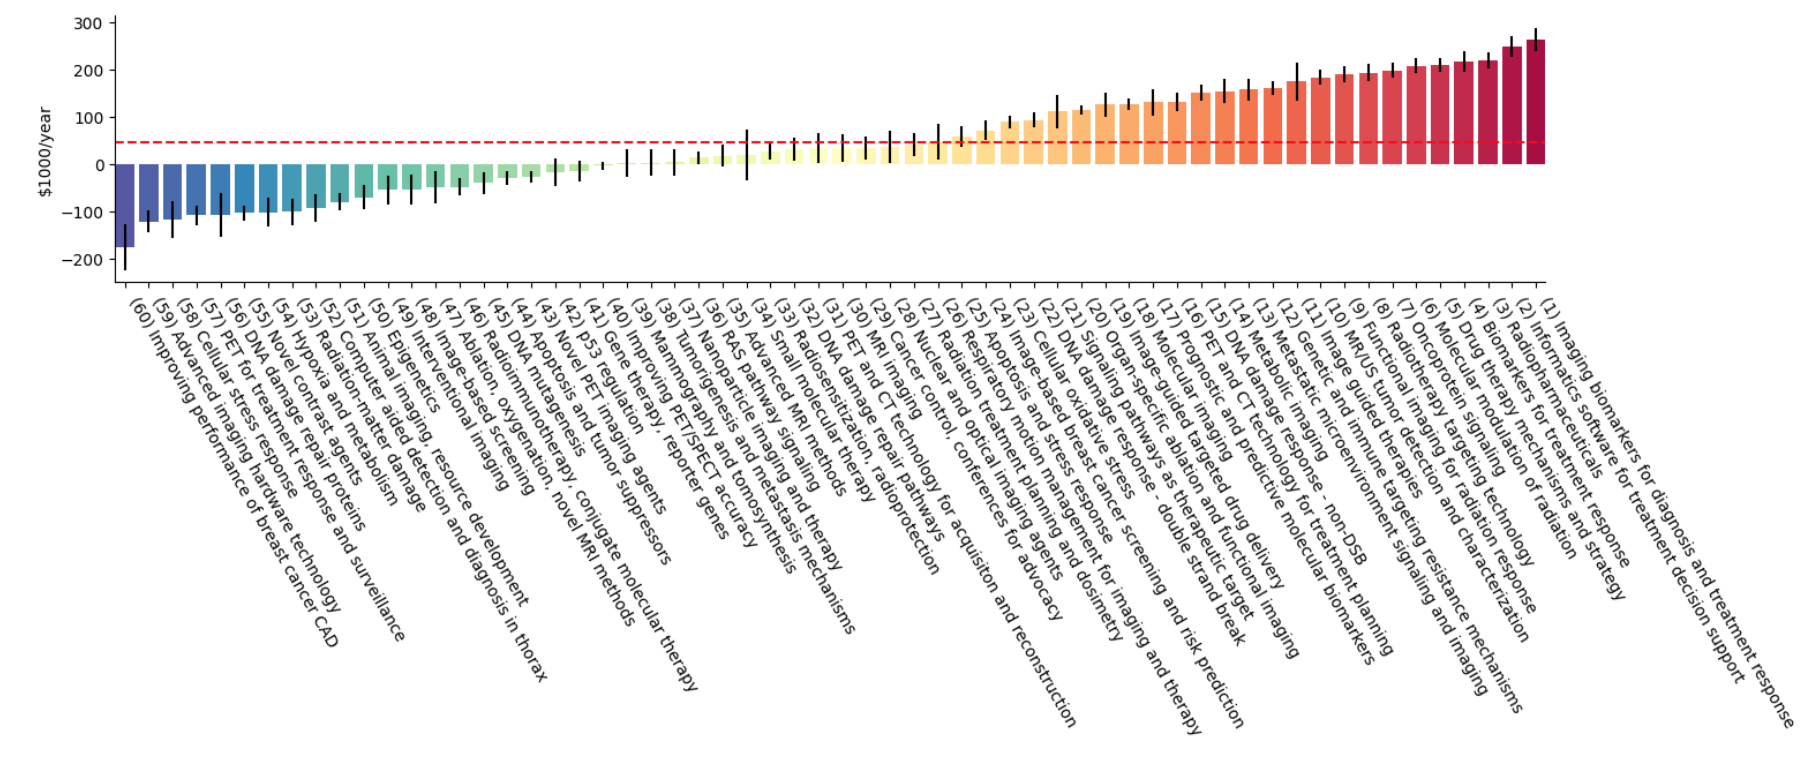 300
200
100
0
−100
−200
$1000/year
(60) Improving performance of breast cancer CAD
(59) Advanced imaging hardware technology
(58) Cellular stress response
(57) PET for treatment response and surveillance
(56) DNA damage repair proteins
(55) Novel contrast agents
(54) Hypoxia and metabolism
(53) Radiation-matter damage
(52) Computer aided detection and diagnosis in thorax
(51) Animal imaging, resource development
(50) Epigenetics
(49) Interventional imaging
(48) Image-based screening
(47) Ablation, oxygenation, novel MRI methods
(46) Radioimmunotherapy, conjugate molecular therapy
(45) DNA mutagenesis
(44) Apoptosis and tumor suppressors
(43) Novel PET imaging agents
(42) p53 regulation
(41) Gene therapy, reporter genes
(40) Improving PET/SPECT accuracy
(39) Mammography and tomosynthesis
(38) Tumorigenesis and metastasis mechanisms
(37) Nanoparticle imaging and therapy
(36) RAS pathway signaling
(35) Advanced MRI methods
(34) Small molecular therapy
(33) Radiosensitization, radioprotection
(32) DNA damage repair pathways
(31) PET and CT technology for acquisiton and reconstruction
(30) MRI imaging
(29) Cancer control, conferences for advocacy
(28) Nuclear and optical imaging agents
(27) Radiation treatment planning and dosimetry
(26) Respiratory motion management for imaging and therapy
(25) Apoptosis and stress response
(24) Image-based breast cancer screening and risk prediction
(23) Cellular oxidative stress
(22) DNA damage response - double strand break
(21) Signaling pathways as therapeutic target
(20) Organ-specific ablation and functional imaging
(19) Image-guided targeted drug delivery
(18) Molecular imaging
(17) Prognostic and predictive molecular biomarkers
(16) PET and CT technology for treatment planning
(15) DNA damage response - non-DSB
(14) Metabolic imaging
(13) Metastatic microenvironment signaling and imaging
(12) Genetic and immune targeting resistance mechanisms
(11) Image guided therapies
(10) MR/US tumor detection and characterization
(9) Functional imaging for radiation response
(8) Radiotherapy targeting technology
(7) Oncoprotein signaling
(6) Molecular modulation of radiation
(5) Drug therapy mechanisms and strategy
(4) Biomarkers for treatment response
(3) Radiopharmaceuticals
(2) Informatics software for treatment decision support
(1) Imaging biomarkers for diagnosis and treatment response